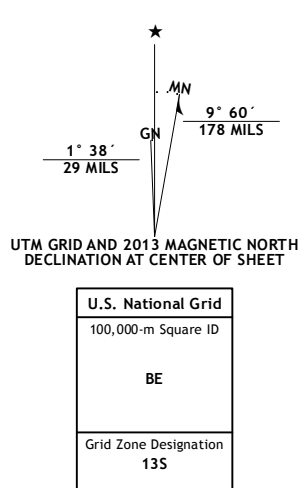 ★
MN
GN
9° 60´
178 MILS
1° 38´
29 MILS
UTM GRID AND 2013 MAGNETIC NORTH
DECLINATION AT CENTER OF SHEET
U.S. National Grid
100,000-m Square ID
BE
Grid Zone Designation
13S